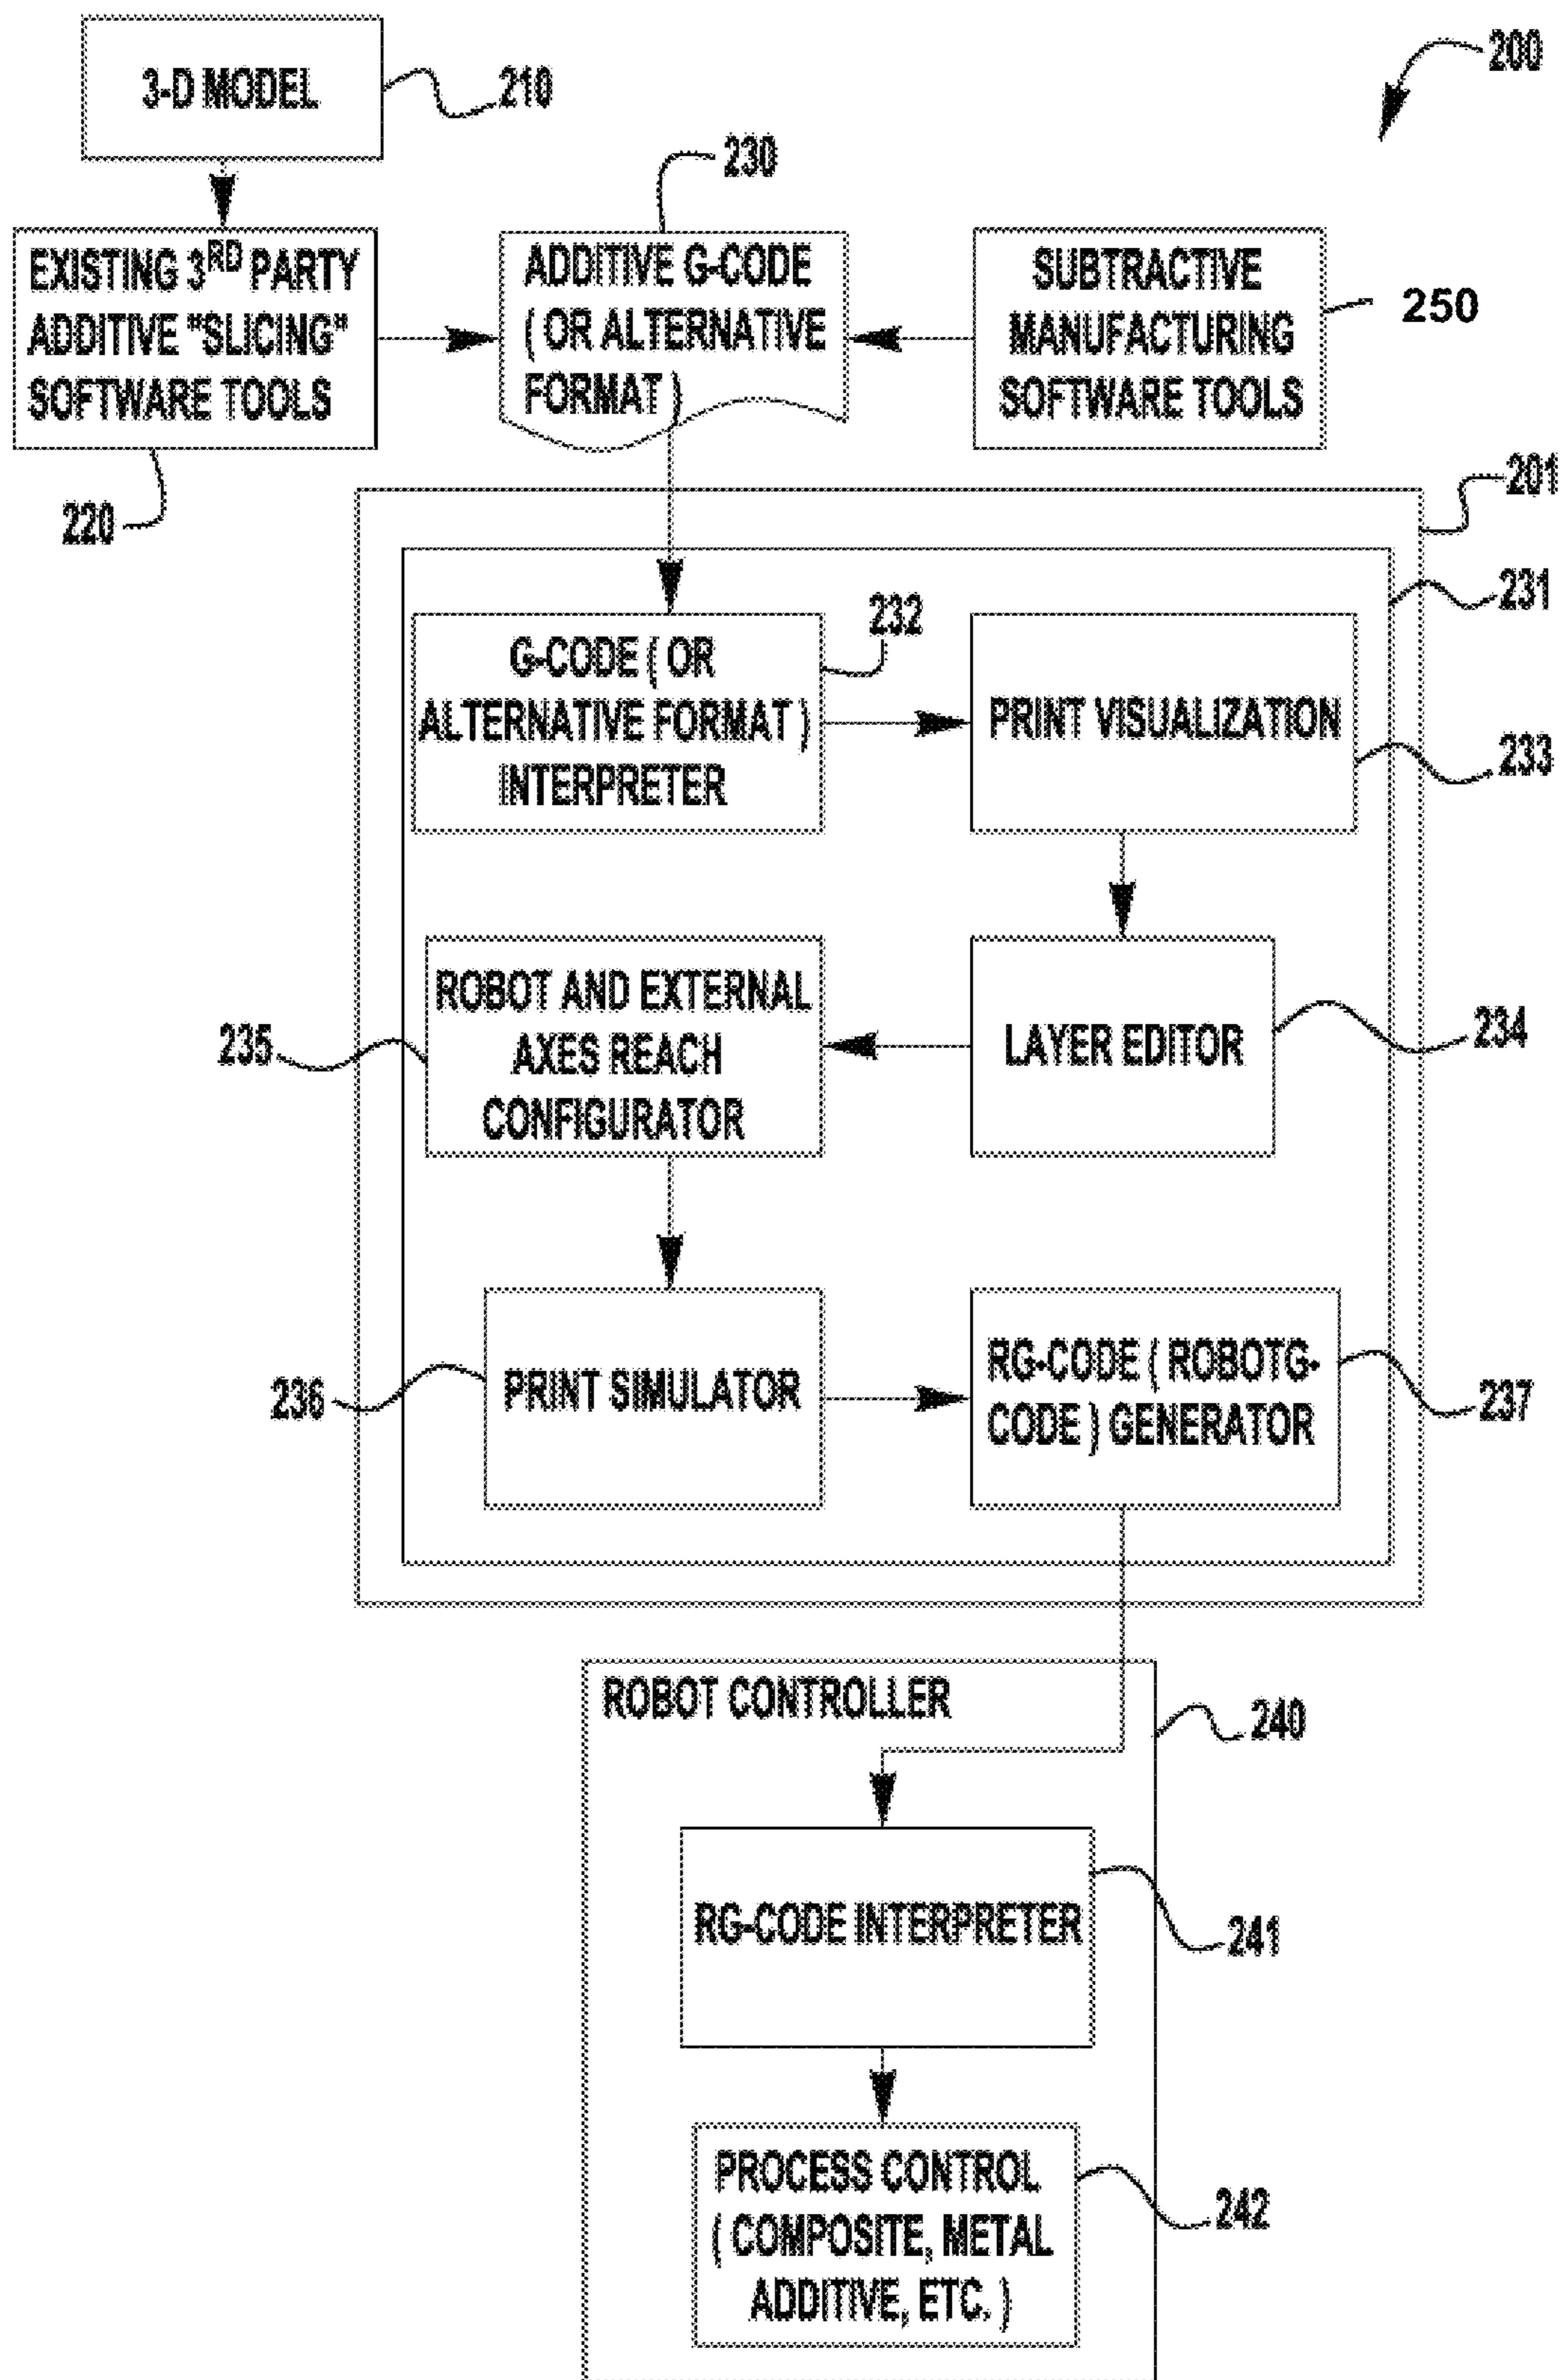 200
3-D MODEL
210
230
EXISTING 3RD PARTY
ADDITIVE "SLICING"
SOFTWARE TOOLS
220
ADDITIVE G-CODE
( OR ALTERNATIVE
FORMAT )
SUBTRACTIVE
MANUFACTURING
SOFTWARE TOOLS
250
201
231
G-CODE ( OR
ALTERNATIVE FORMAT )
INTERPRETER
232
PRINT VISUALIZATION
233
ROBOT AND EXTERNAL
AXES REACH
CONFIGURATOR
235
LAYER EDITOR
234
PRINT SIMULATOR
236
RG-CODE ( ROBOTG-
CODE ) GENERATOR
237
ROBOT CONTROLLER
240
RG-CODE INTERPRETER
241
PROCESS CONTROL
( COMPOSITE, METAL
ADDITIVE, ETC. )
242